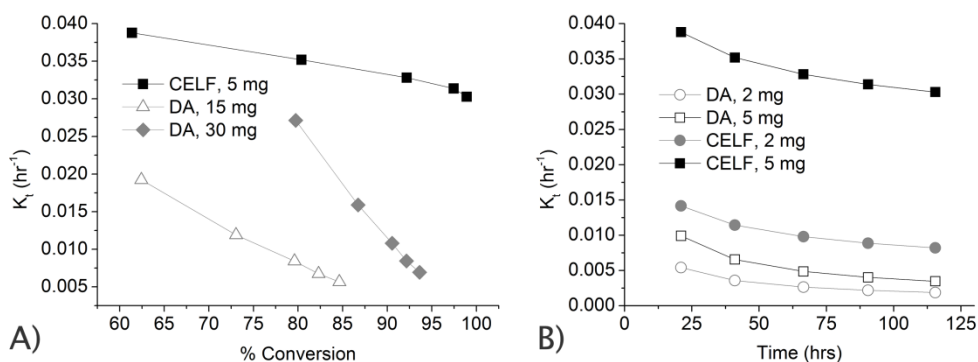 0.040
0.035
0.030
0.025
0.020
0.015
0.010
0.005
K_t (hr^-1)
CELF, 5 mg
DA, 15 mg
DA, 30 mg
60 65 70 75 80 85 90 95 100
% Conversion
A)
0.040
0.035
0.030
0.025
0.020
0.015
0.010
0.005
0.000
K_t (hr^-1)
DA, 2 mg
DA, 5 mg
CELF, 2 mg
CELF, 5 mg
0 25 50 75 100 125
Time (hrs)
B)